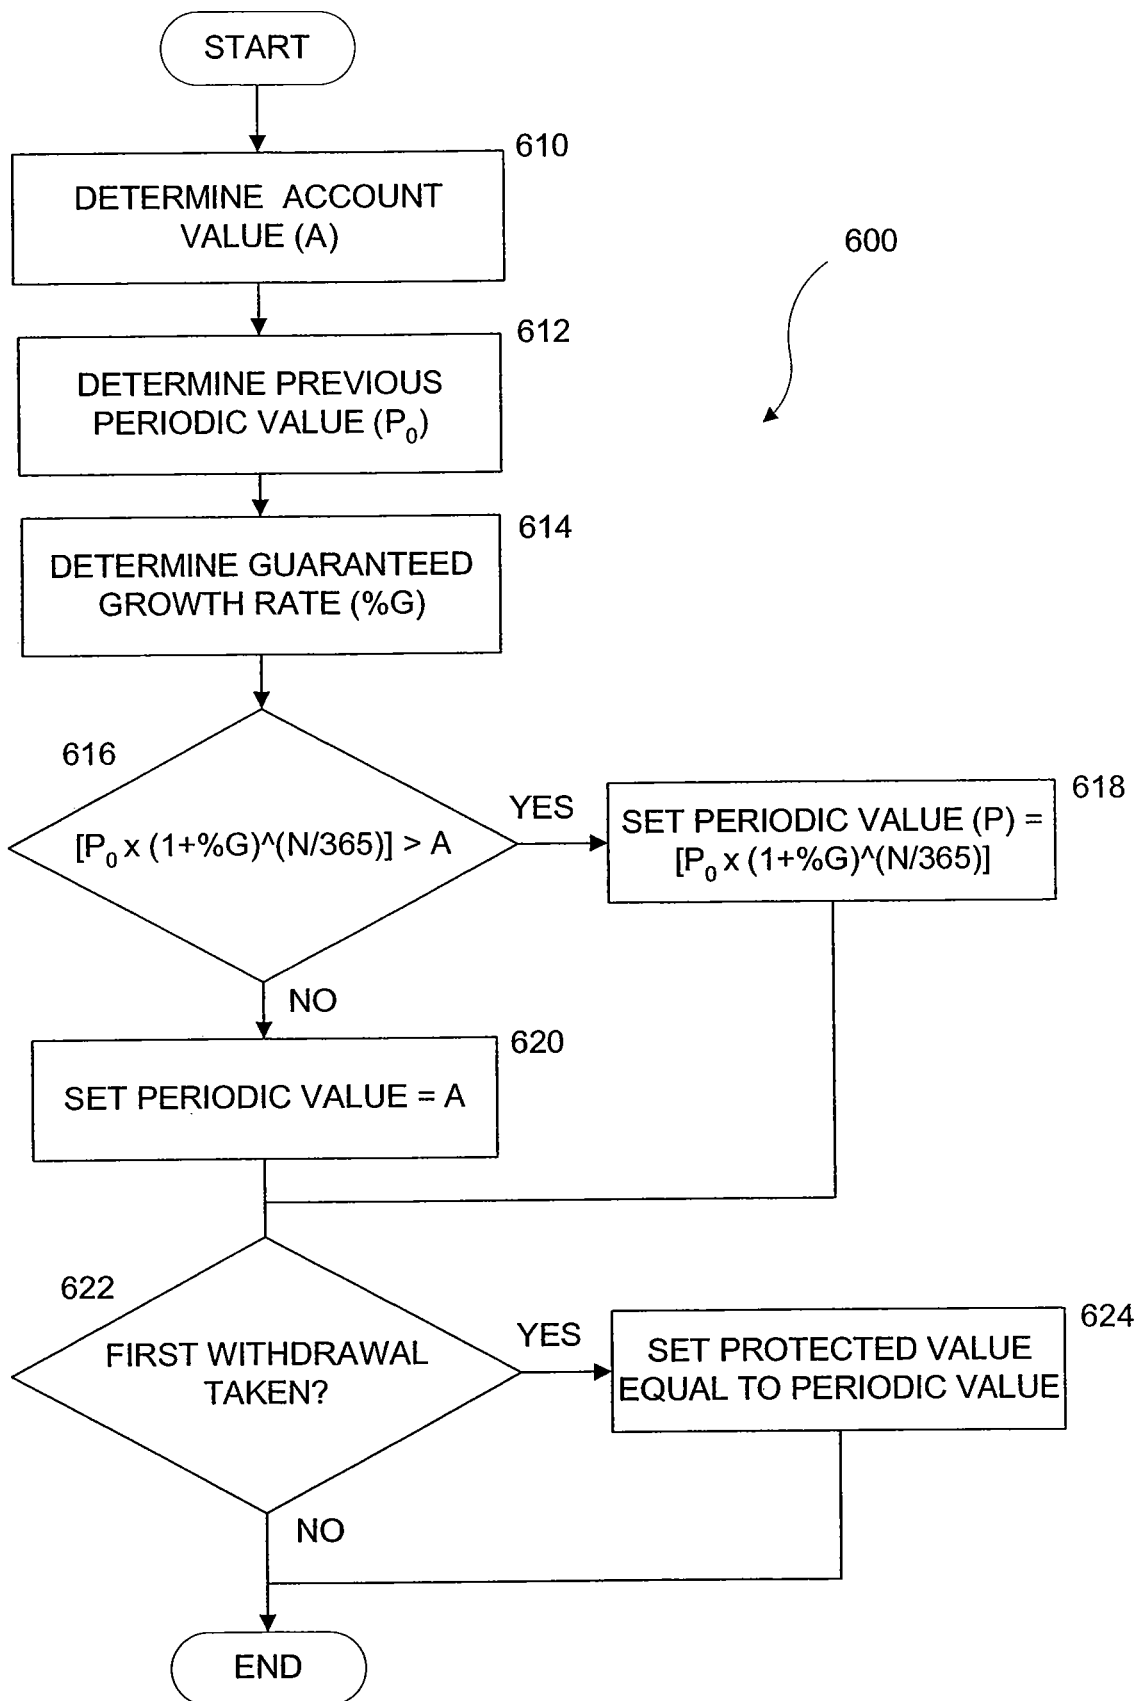 START
610
DETERMINE ACCOUNT
VALUE (A)
600
612
DETERMINE PREVIOUS
PERIODIC VALUE (P₀)
614
DETERMINE GUARANTEED
GROWTH RATE (%G)
616
[P₀ x (1+%G)^(N/365)] > A
YES
618
SET PERIODIC VALUE (P) =
[P₀ x (1+%G)^(N/365)]
NO
620
SET PERIODIC VALUE = A
622
FIRST WITHDRAWAL
TAKEN?
YES
624
SET PROTECTED VALUE
EQUAL TO PERIODIC VALUE
NO
END